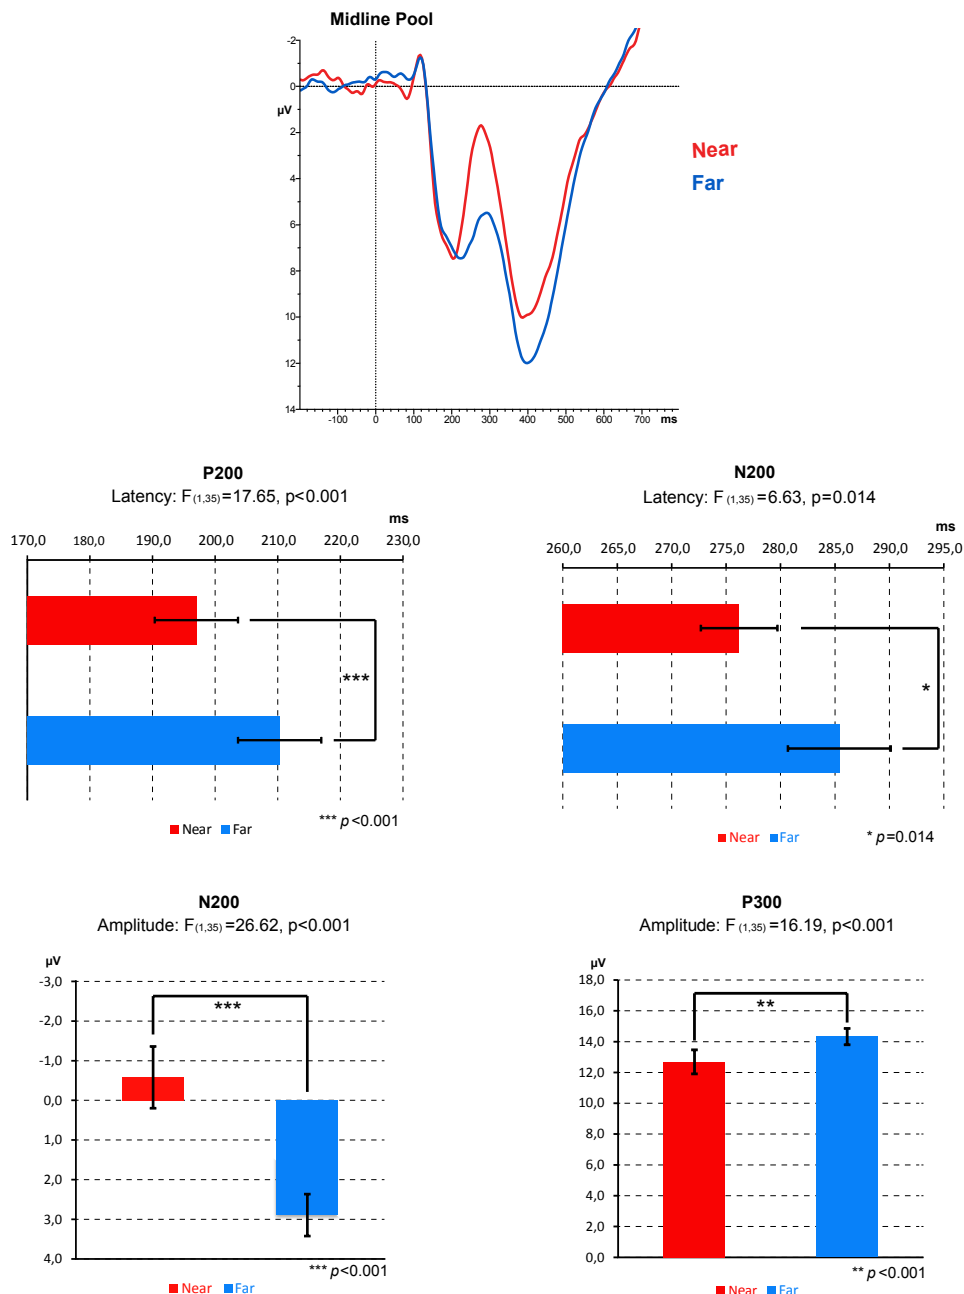 Midline Pool
-2
0
µV
2
4
6
8
10
12
14
-100 0 100 200 300 400 500 600 700 ms
Near
Far
P200
Latency: F(1,35)=17.65, p<0.001
ms
170,0 180,0 190,0 200,0 210,0 220,0 230,0
***
*** p<0.001
Near Far
N200
Latency: F(1,35)=6.63, p=0.014
ms
260,0 265,0 270,0 275,0 280,0 285,0 290,0 295,0
*
Near Far
* p=0.014
N200
Amplitude: F(1,35)=26.62, p<0.001
µV
-3,0
-2,0
-1,0
0,0
1,0
2,0
3,0
4,0
***
*** p<0.001
Near Far
P300
Amplitude: F(1,35)=16.19, p<0.001
µV
18,0
16,0
14,0
12,0
10,0
8,0
6,0
4,0
2,0
0,0
**
** p<0.001
Near Far